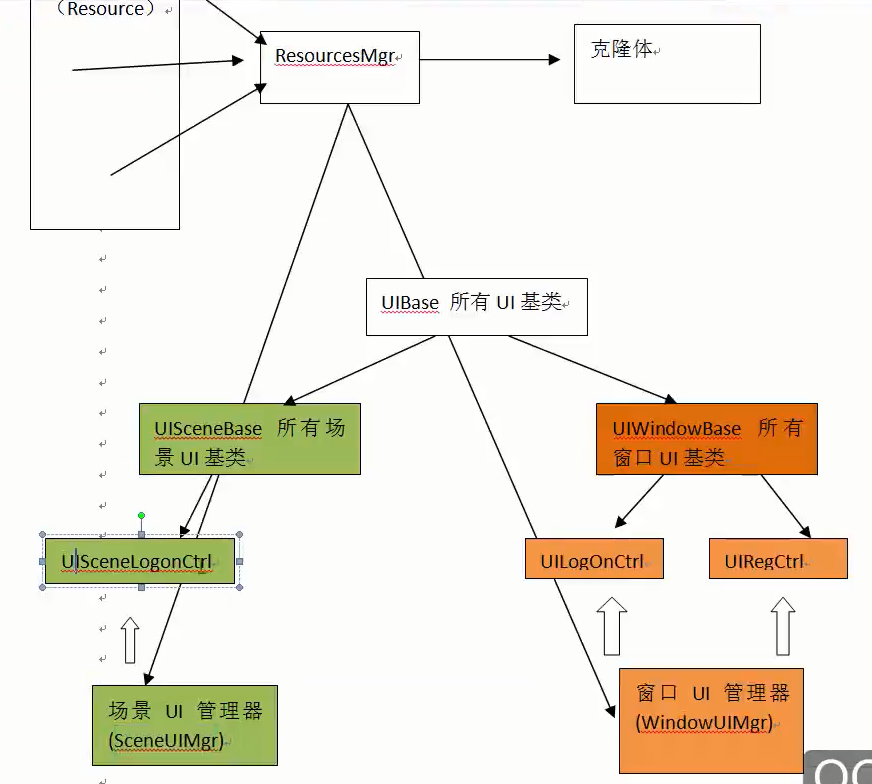 （Resource）
ResourcesMgr
克隆体
UIBase 所有 UI 基类
UISceneBase 所有场
景 UI 基类
UIWindowBase 所有
窗口 UI 基类
UISceneLogonCtrl
UILogOnCtrl
UIRegCtrl
场景 UI 管理器
(SceneUIMgr)
窗口 UI 管理器
(WindowUIMgr)